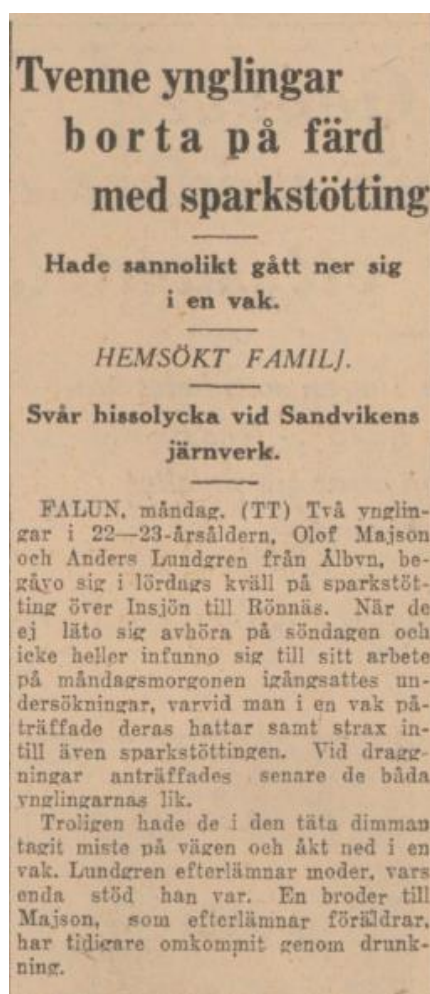 Tvenne ynglingar
borta på färd
med sparkstötting
Hade sannolikt gått ner sig
i en vak.
HEMSÖKT FAMILJ.
Svår hissolycka vid Sandvikens
järnverk.
FALUN, måndag. (TT) Två ynglin-
gar i 22—23-årsåldern, Olof Majson
och Anders Lundgren från Ålbyn, be-
gåvo sig i lördags kväll på sparkstöt-
ting över Insjön till Rönnäs. När de
ej läto sig avhöra på söndagen och
icke heller infunno sig till sitt arbete
på måndagsmorgonen igångsattes un-
dersökningar, varvid man i en vak på-
träffade deras hattar samt strax in-
till även sparkstöttingen. Vid dragg-
ningar anträffades senare de båda
ynglingarnas lik.
Troligen hade de i den täta dimman
tagit miste på vägen och åkt ned i en
vak. Lundgren efterlämnar moder, vars
enda stöd han var. En broder till
Majson, som efterlämnar föräldrar,
har tidigare omkommit genom drunk-
ning.